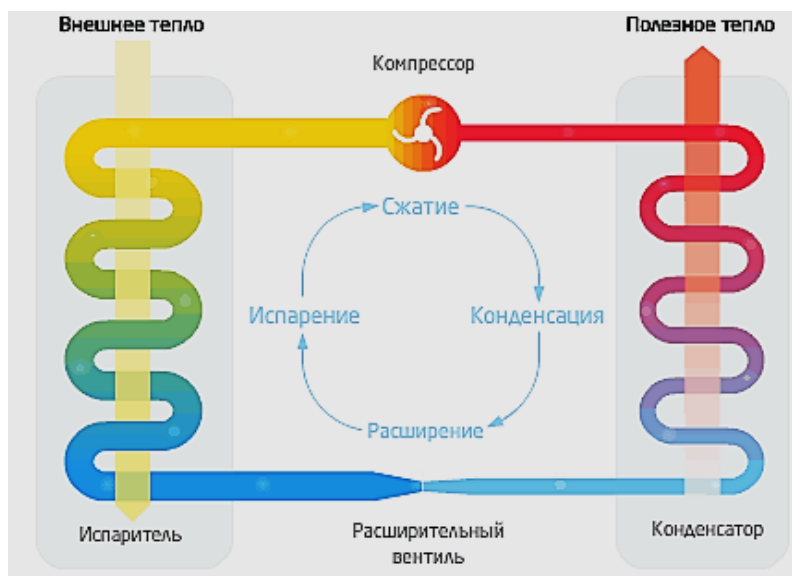 Внешнее тепло
Полезное тепло
Компрессор
Сжатие
Испарение
Конденсация
Расширение
Испаритель
Расширительный
вентиль
Конденсатор